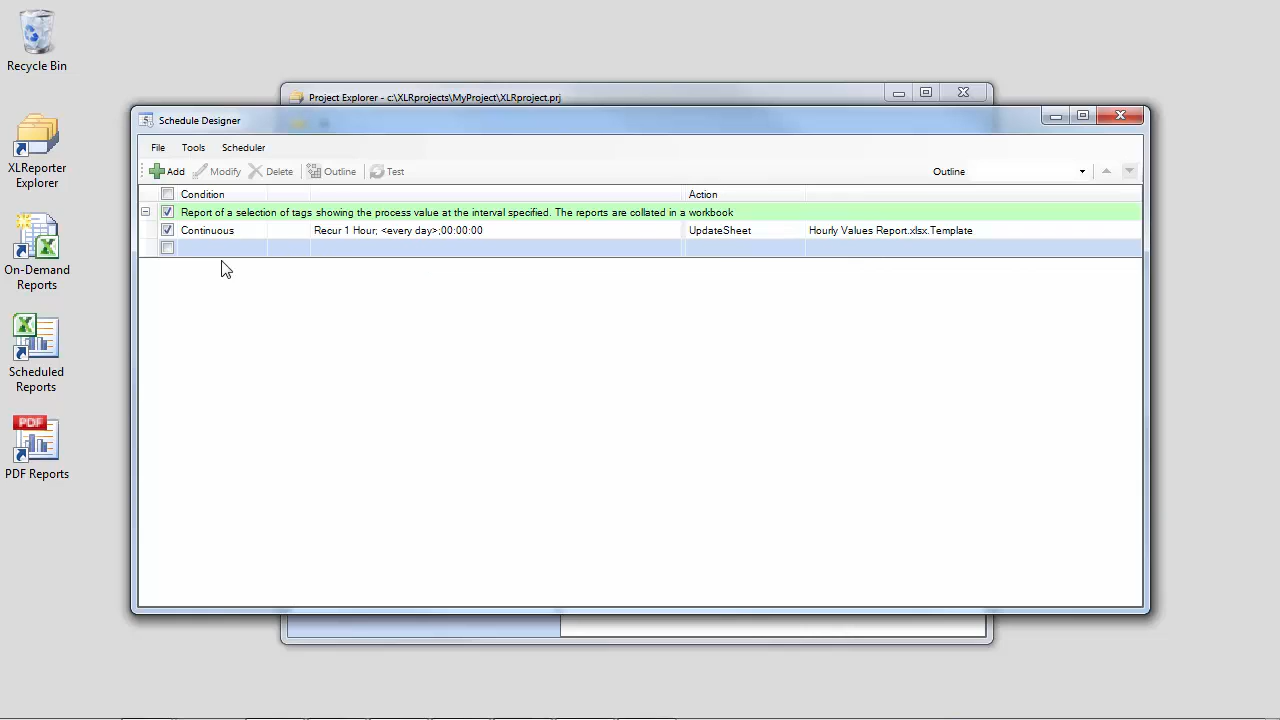 Recycle Bin
XLReporter
Explorer
On-Demand
Reports
Scheduled
Reports
PDF
PDF Reports
Project Explorer - c:\XLRprojects\MyProject\XLRproject.prj
Schedule Designer
File Tools Scheduler
Add Modify Delete Outline Test Outline
Condition Action
Report of a selection of tags showing the process value at the interval specified. The reports are collated in a workbook
Continuous Recur 1 Hour; <every day>;00:00:00 UpdateSheet Hourly Values Report.xlsx.Template